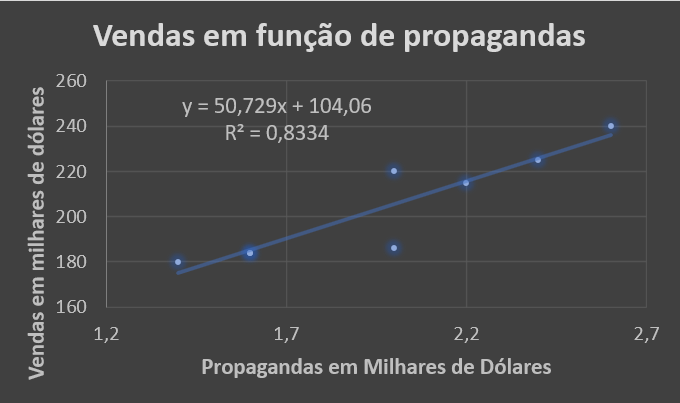 Vendas em função de propagandas
Vendas em milhares de dólares
260
240
220
200
180
160
y = 50,729x + 104,06
R² = 0,8334
1,2
1,7
2,2
2,7
Propagandas em Milhares de Dólares